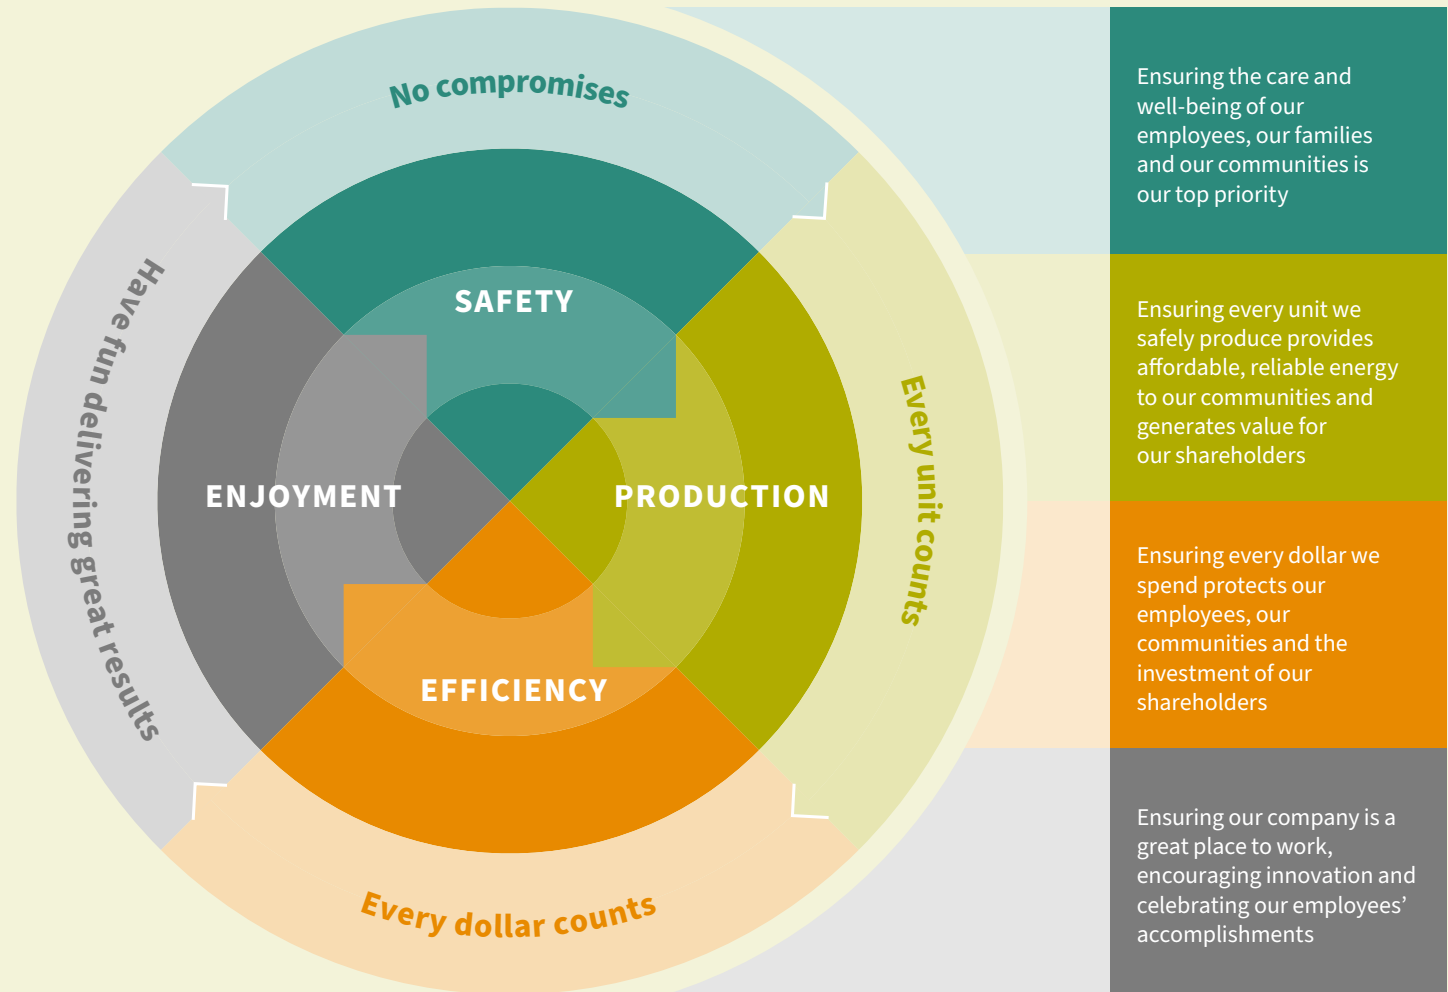 No compromises
SAFETY
Have fun delivering great results
ENJOYMENT
PRODUCTION
Every unit counts
EFFICIENCY
Every dollar counts
Ensuring the care and
well-being of our
employees, our families
and our communities is
our top priority
Ensuring every unit we
safely produce provides
affordable, reliable energy
to our communities and
generates value for
our shareholders
Ensuring every dollar we
spend protects our
employees, our
communities and the
investment of our
shareholders
Ensuring our company is a
great place to work,
encouraging innovation and
celebrating our employees’
accomplishments